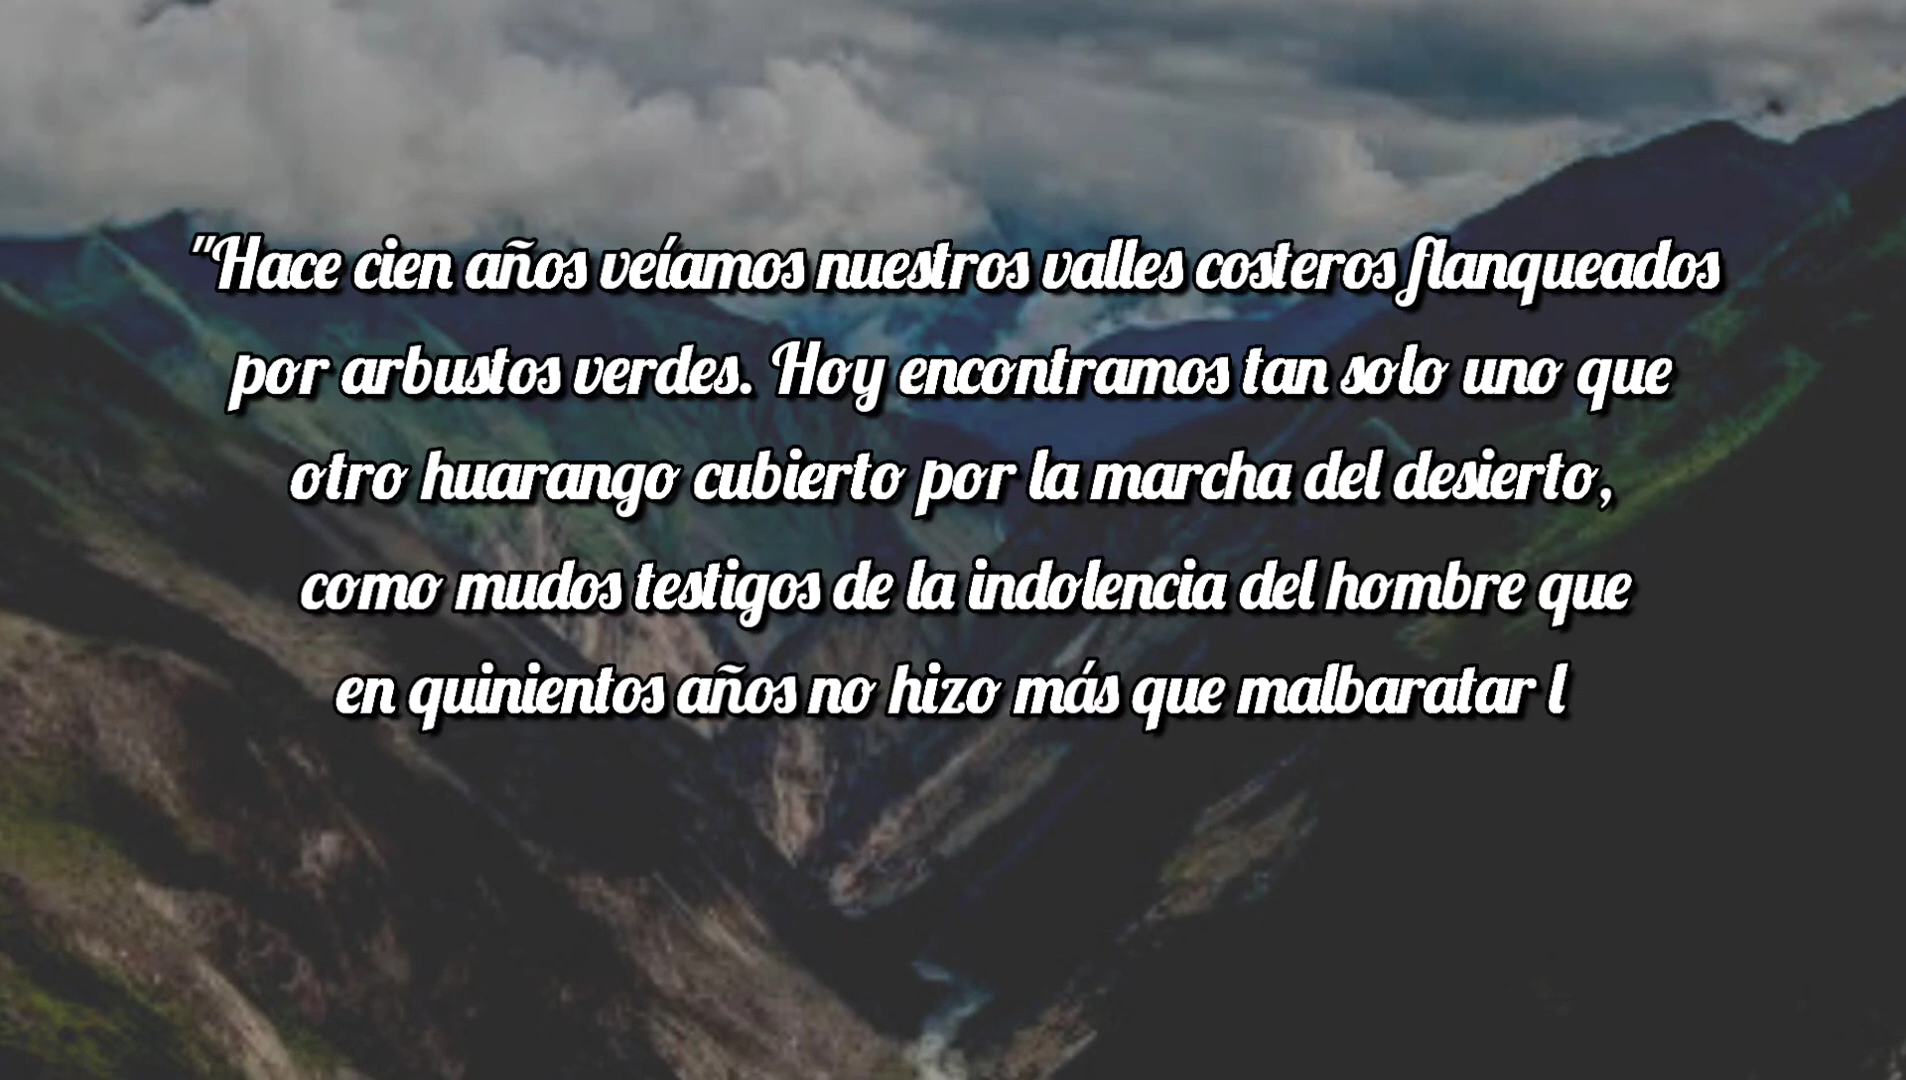 "Hace cien años veíamos nuestros valles costeros flanqueados
por arbustos verdes. Hoy encontramos tan solo uno que
otro huarango cubierto por la marcha del desierto,
como mudos testigos de la indolencia del hombre que
en quinientos años no hizo más que malbaratar l